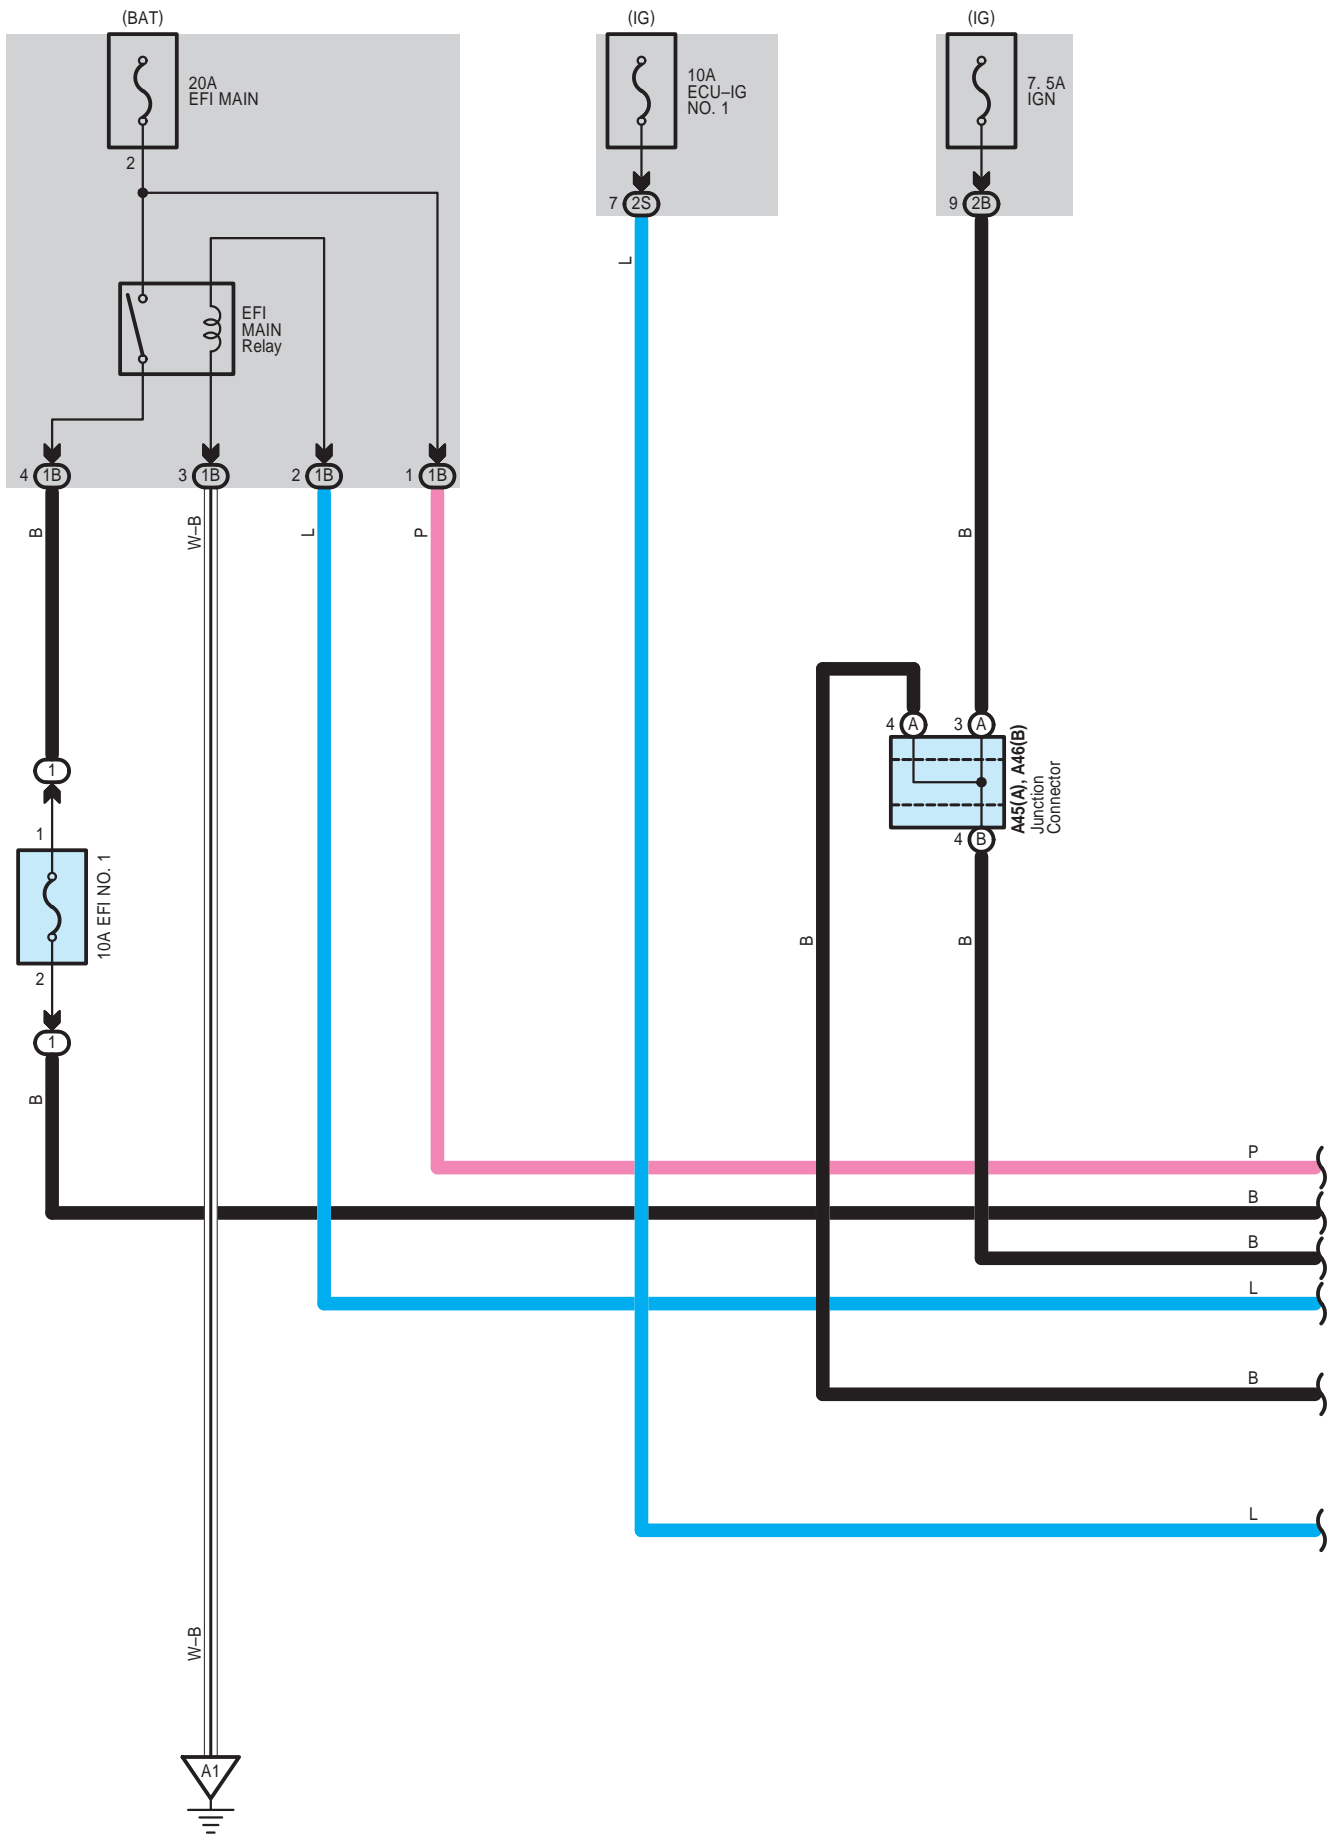 (BAT)
(IG)
(IG)
20A
EFI MAIN
10A
ECU–IG
NO. 1
7. 5A
IGN
2
7 2S
9 2B
L
EFI
MAIN
Relay
4 1B
3 1B
2 1B
1 1B
B
W–B
L
P
B
4 A
3 A
A45(A), A46(B)
Junction
Connector
4 B
1
1
10A EFI NO. 1
2
1
B
B
B
P
B
B
L
B
L
W–B
A1